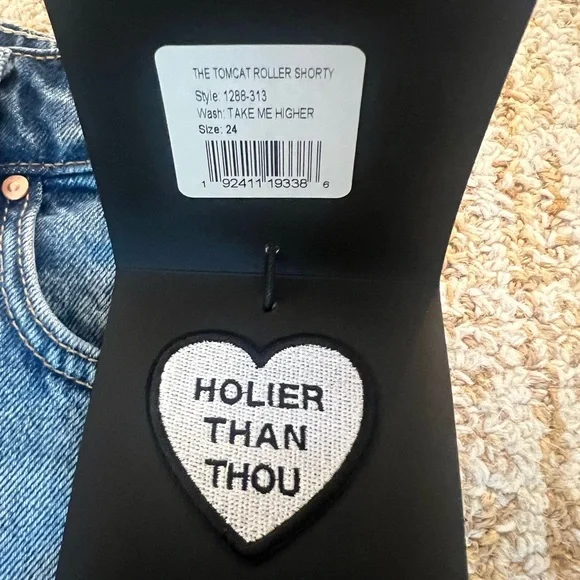 THE TOMCAT ROLLER SHORTY
Style: 1288-313
Wash: TAKE ME HIGHER
Size: 24
1 92411 19338 6
HOLIER
THAN
THOU